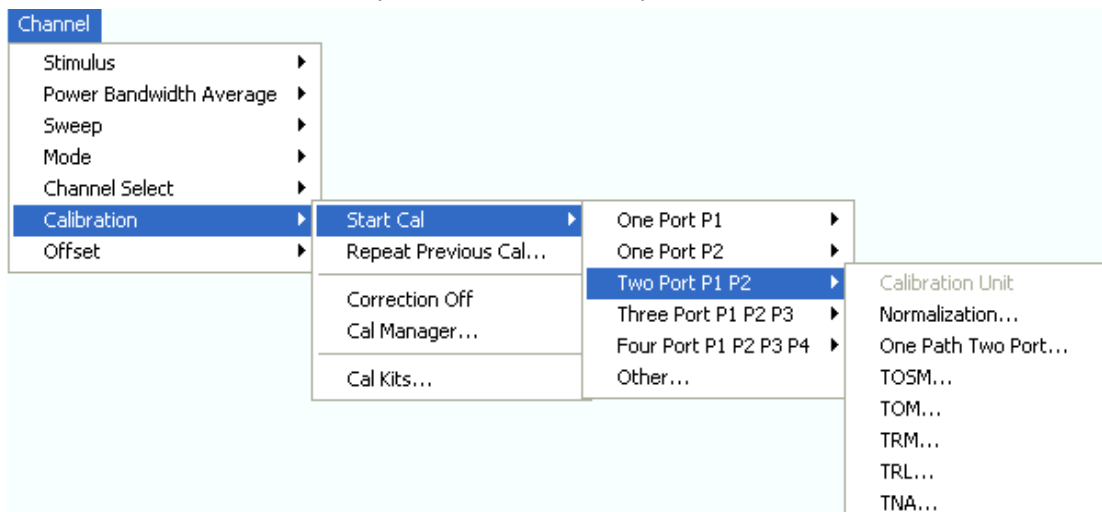 Channel
Stimulus
Power Bandwidth Average
Sweep
Mode
Channel Select
Calibration
Offset
Start Cal
Repeat Previous Cal...
Correction Off
Cal Manager...
Cal Kits...
One Port P1
One Port P2
Two Port P1 P2
Three Port P1 P2 P3
Four Port P1 P2 P3 P4
Other...
Calibration Unit
Normalization...
One Path Two Port...
TOSM...
TOM...
TRM...
TRL...
TNA...